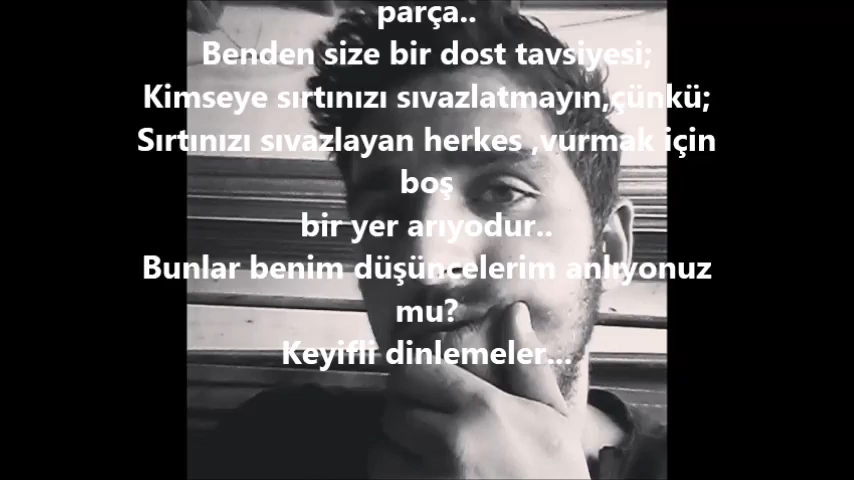 parça..
Benden size bir dost tavsiyesi;
Kimseye sırtınızı sıvazlatmayın,çünkü;
Sırtınızı sıvazlayan herkes ,vurmak için
boş
bir yer arıyodur..
Bunlar benim düşüncelerim anlıyonuz
mu?
Keyifli dinlemeler...